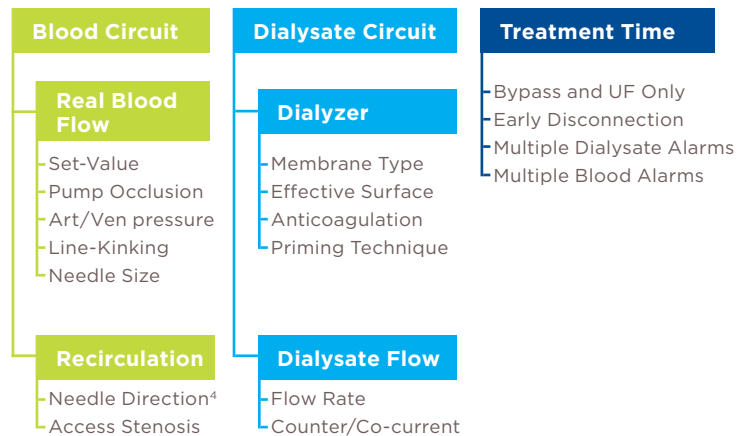 Blood Circuit
Real Blood
Flow
Set-Value
Pump Occlusion
Art/Ven pressure
Line-Kinking
Needle Size
Recirculation
Needle Direction⁴
Access Stenosis
Dialysate Circuit
Dialyzer
Membrane Type
Effective Surface
Anticoagulation
Priming Technique
Dialysate Flow
Flow Rate
Counter/Co-current
Treatment Time
Bypass and UF Only
Early Disconnection
Multiple Dialysate Alarms
Multiple Blood Alarms